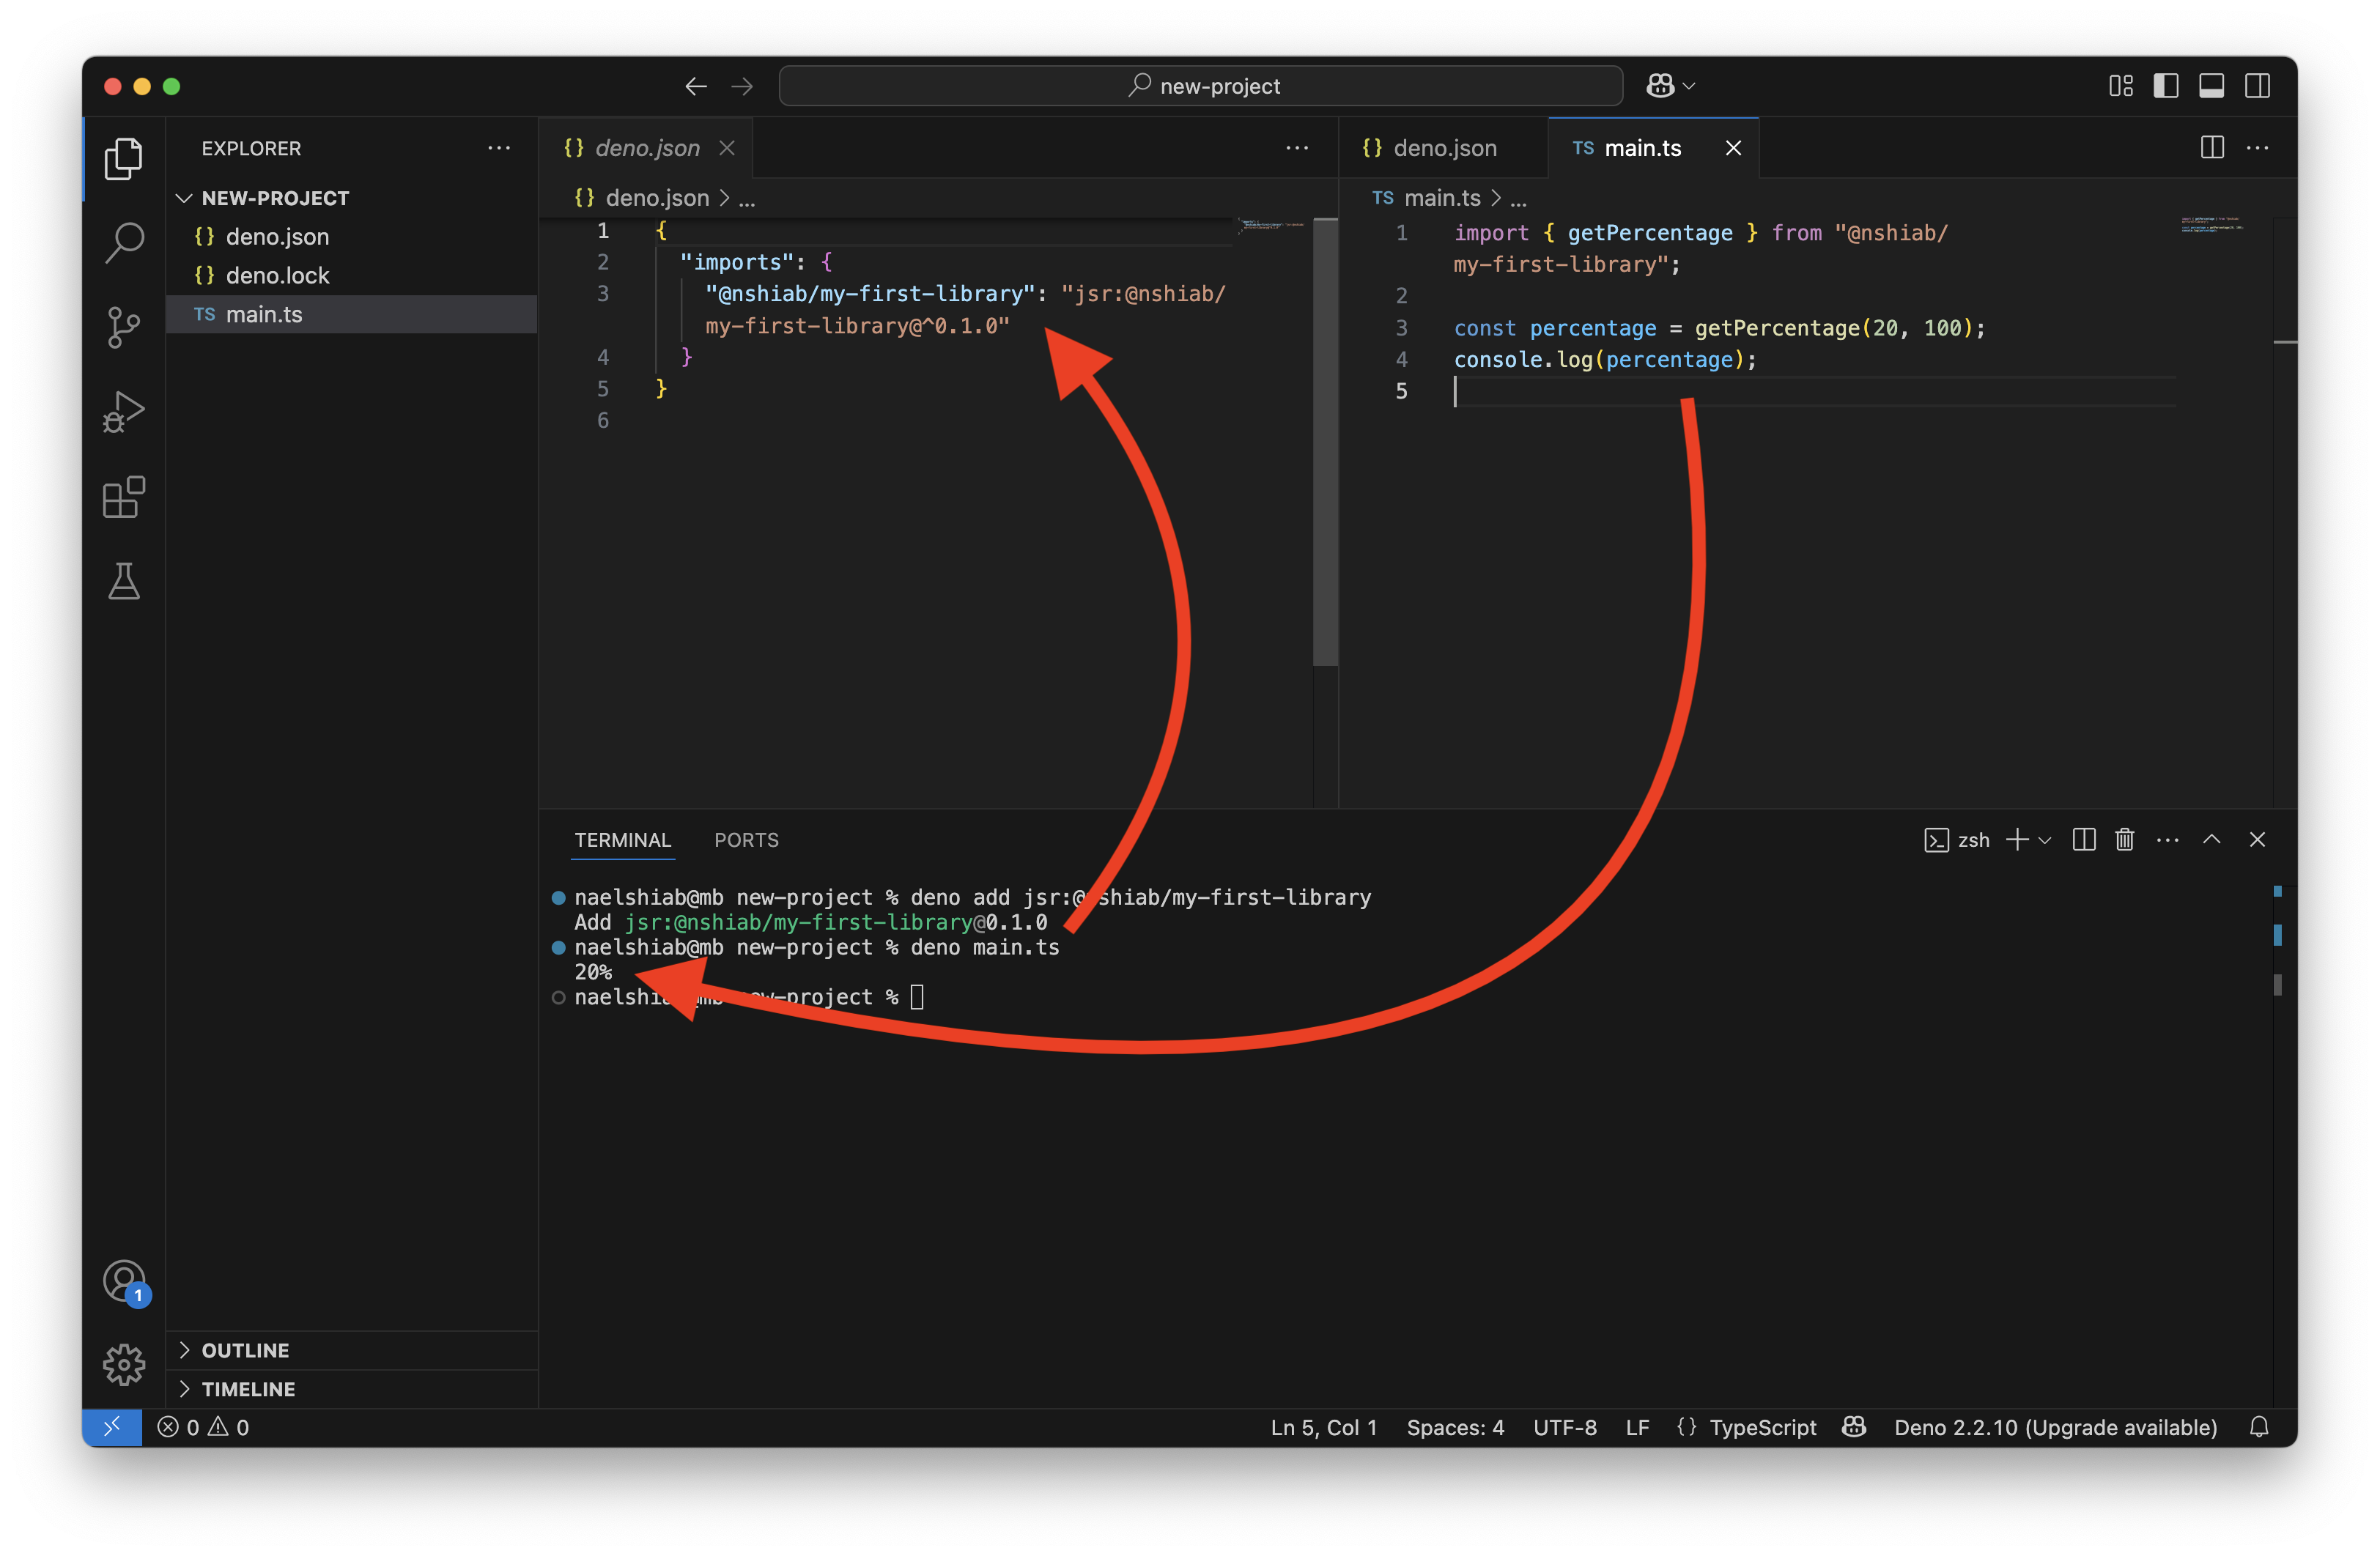 new-project
EXPLORER
NEW-PROJECT
{} deno.json
{} deno.lock
TS main.ts
OUTLINE
TIMELINE
{} deno.json
{} deno.json > ...
1 {
2 "imports": {
3 "@nshiab/my-first-library": "jsr:@nshiab/
my-first-library@^0.1.0"
4 }
5 }
6
{} deno.json
TS main.ts
TS main.ts > ...
1 import { getPercentage } from "@nshiab/
my-first-library";
2
3 const percentage = getPercentage(20, 100);
4 console.log(percentage);
5
TERMINAL PORTS
zsh
naelshiab@mb new-project % deno add jsr:@nshiab/my-first-library
Add jsr:@nshiab/my-first-library@0.1.0
naelshiab@mb new-project % deno main.ts
20%
naelshiab@mb new-project %
1
0 0
Ln 5, Col 1 Spaces: 4 UTF-8 LF {} TypeScript Deno 2.2.10 (Upgrade available)